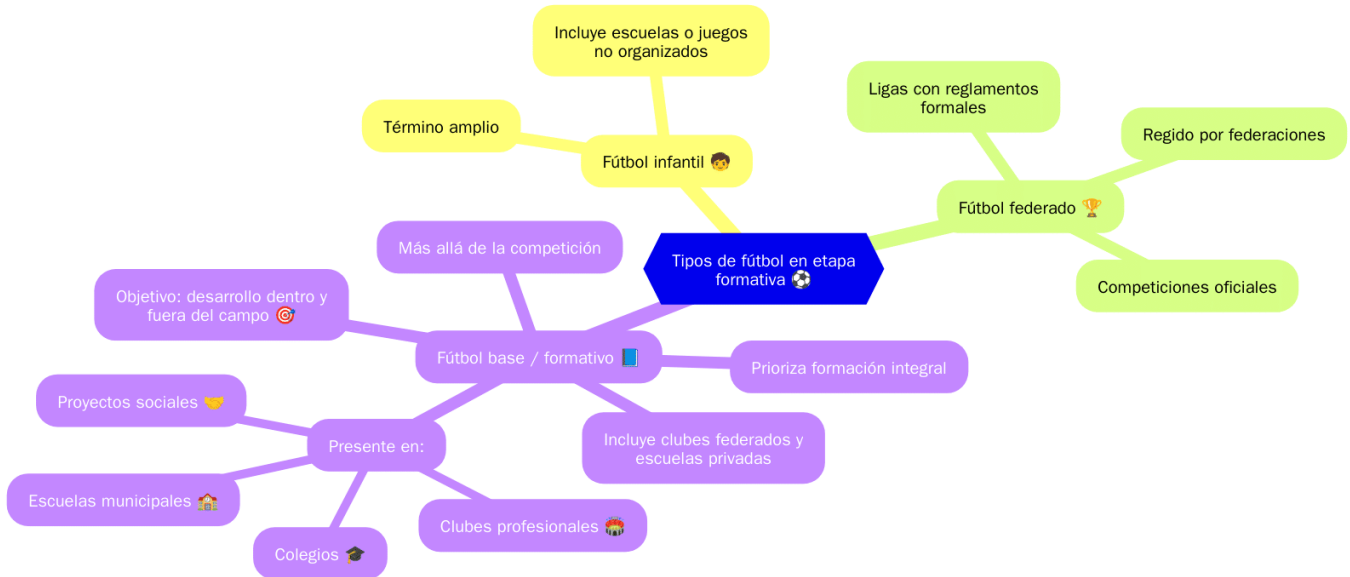 Tipos de fútbol en etapa
formativa ⚽
Fútbol infantil 🧒
Término amplio
Incluye escuelas o juegos
no organizados
Fútbol federado 🏆
Ligas con reglamentos
formales
Regido por federaciones
Competiciones oficiales
Fútbol base / formativo 📘
Más allá de la competición
Objetivo: desarrollo dentro y
fuera del campo 🎯
Prioriza formación integral
Incluye clubes federados y
escuelas privadas
Presente en:
Proyectos sociales 🤝
Escuelas municipales 🏫
Colegios 🎓
Clubes profesionales 🏟️